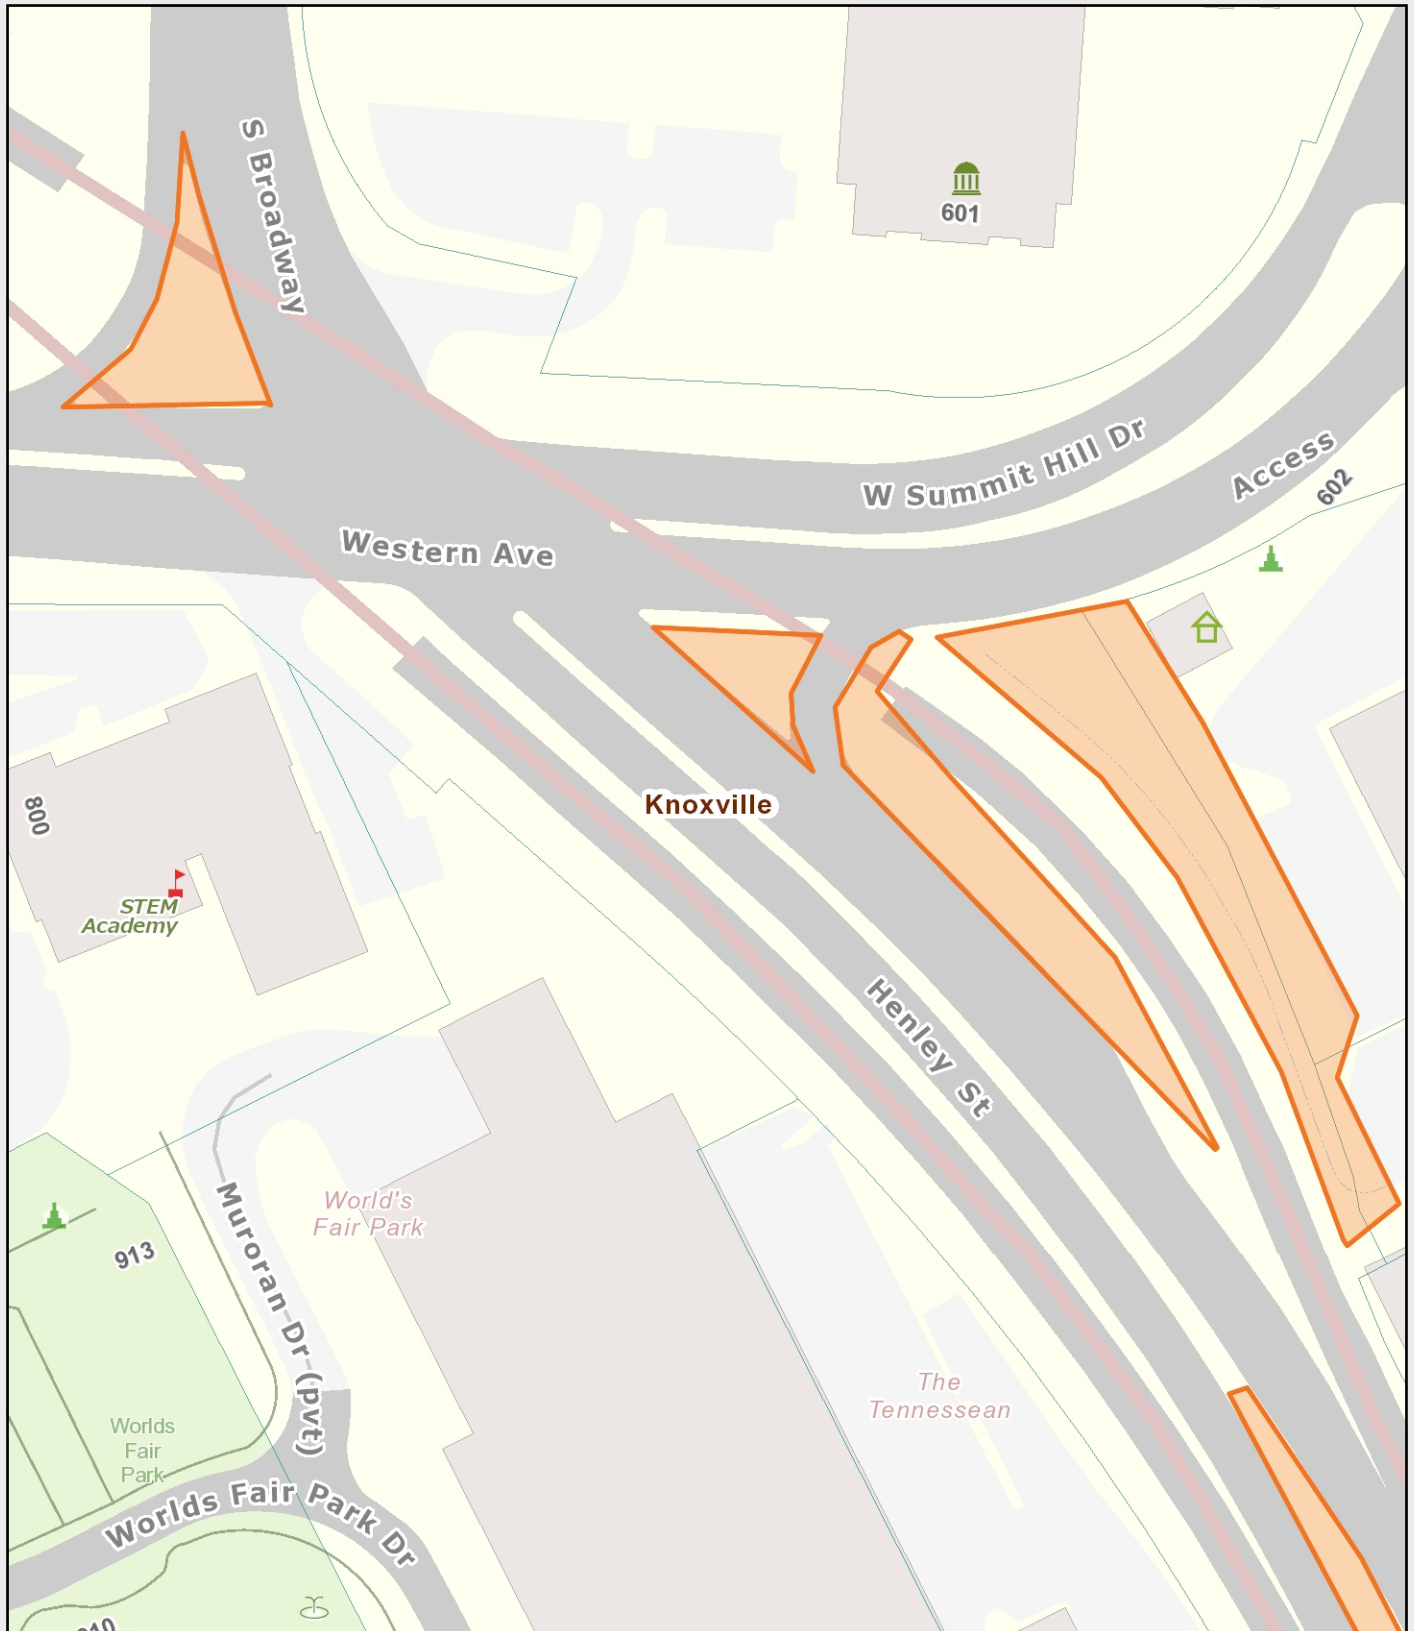 S Broadway
601
W Summit Hill Dr
Access
602
Western Ave
Knoxville
800
STEM
Academy
Henley St
World's
Fair Park
Muroran Dr (pvt)
913
The
Tennessean
Worlds
Fair
Park
Worlds Fair Park Dr